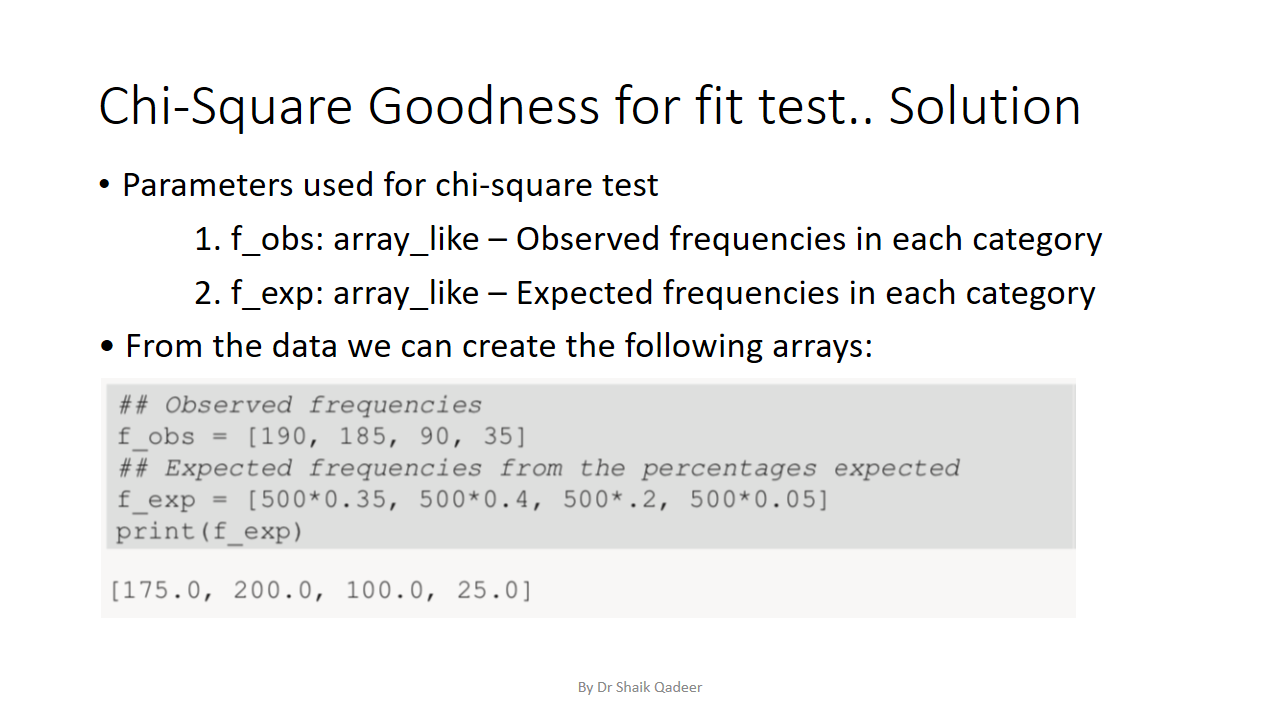 Chi-Square Goodness for fit test.. Solution
• Parameters used for chi-square test
1. f_obs: array_like – Observed frequencies in each category
2. f_exp: array_like – Expected frequencies in each category
• From the data we can create the following arrays:
## Observed frequencies
f_obs = [190, 185, 90, 35]
## Expected frequencies from the percentages expected
f_exp = [500*0.35, 500*0.4, 500*.2, 500*0.05]
print(f_exp)
[175.0, 200.0, 100.0, 25.0]
By Dr Shaik Qadeer